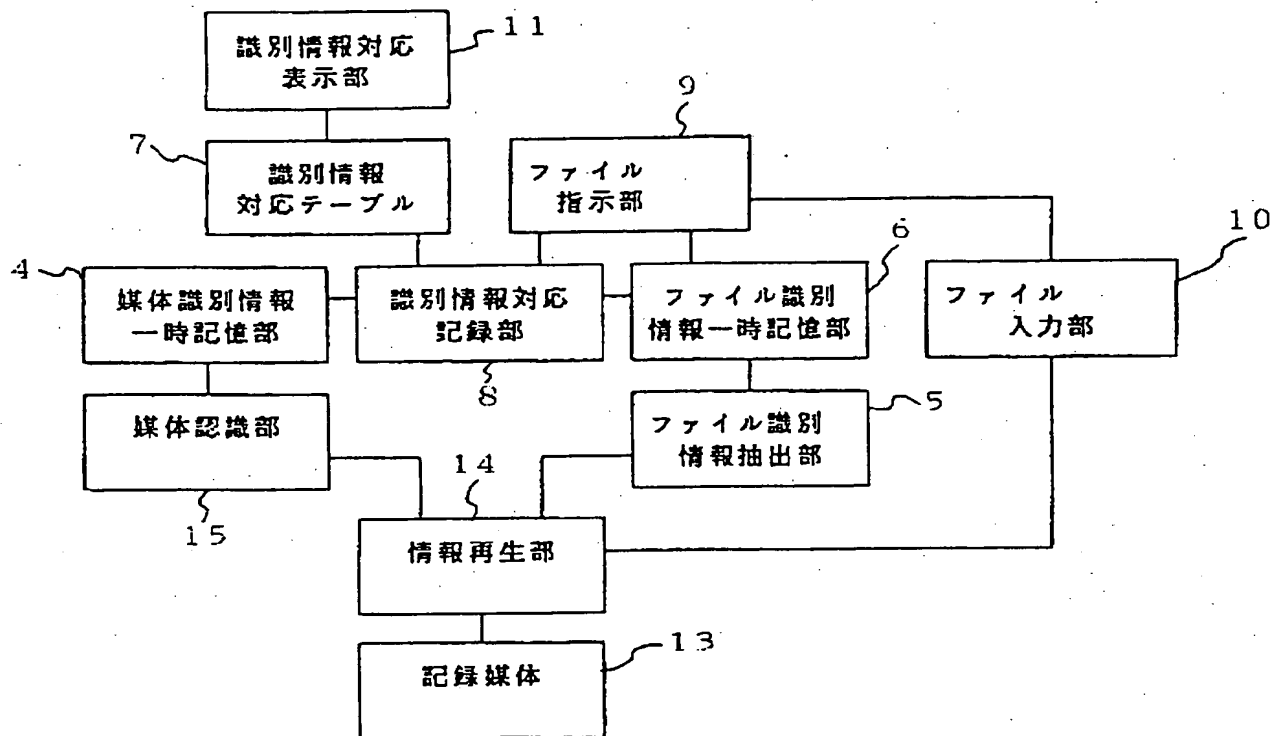 11
識別情報対応
表示部
9
7
識別情報
対応テーブル
ファイル
指示部
6
10
4
媒体識別情報
一時記憶部
識別情報対応
記録部
ファイル識別
情報一時記憶部
ファイル
入力部
8
5
媒体認識部
ファイル識別
情報抽出部
14
15
情報再生部
13
記録媒体